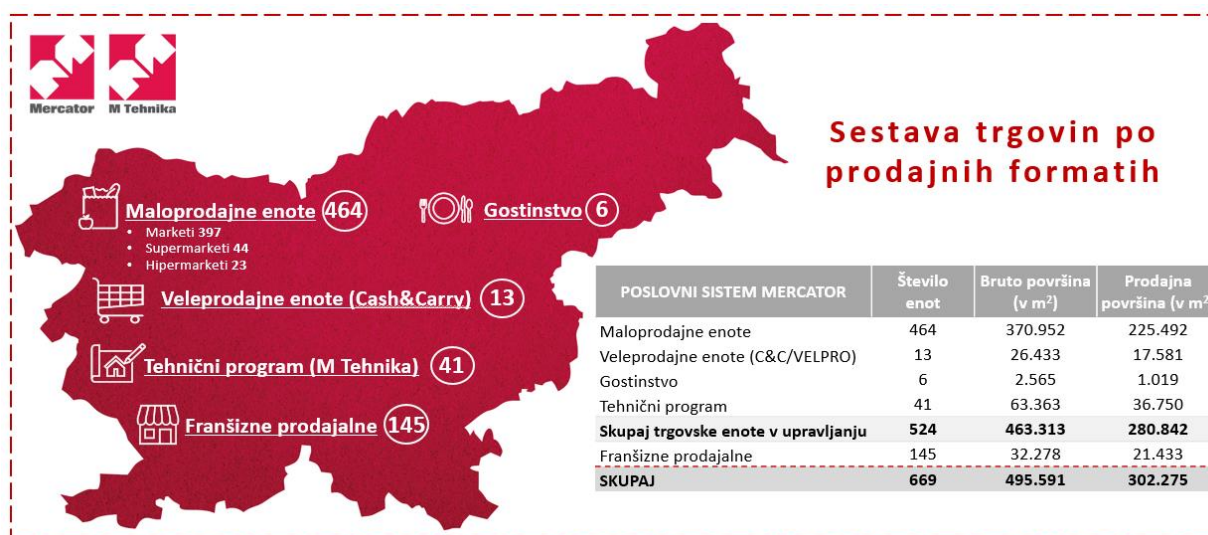 Mercator
M Tehnika
Sestava trgovin po
prodajnih formatih
Maloprodajne enote 464
• Marketi 397
• Supermarketi 44
• Hipermarketi 23
Gostinstvo 6
Veleprodajne enote (Cash&Carry) 13
Tehnični program (M Tehnika) 41
Franšizne prodajalne 145
POSLOVNI SISTEM MERCATOR Število enot Bruto površina (v m²) Prodajna površina (v m²
Maloprodajne enote 464 370.952 225.492
Veleprodajne enote (C&C/VELPRO) 13 26.433 17.581
Gostinstvo 6 2.565 1.019
Tehnični program 41 63.363 36.750
Skupaj trgovske enote v upravljanju 524 463.313 280.842
Franšizne prodajalne 145 32.278 21.433
SKUPAJ 669 495.591 302.275